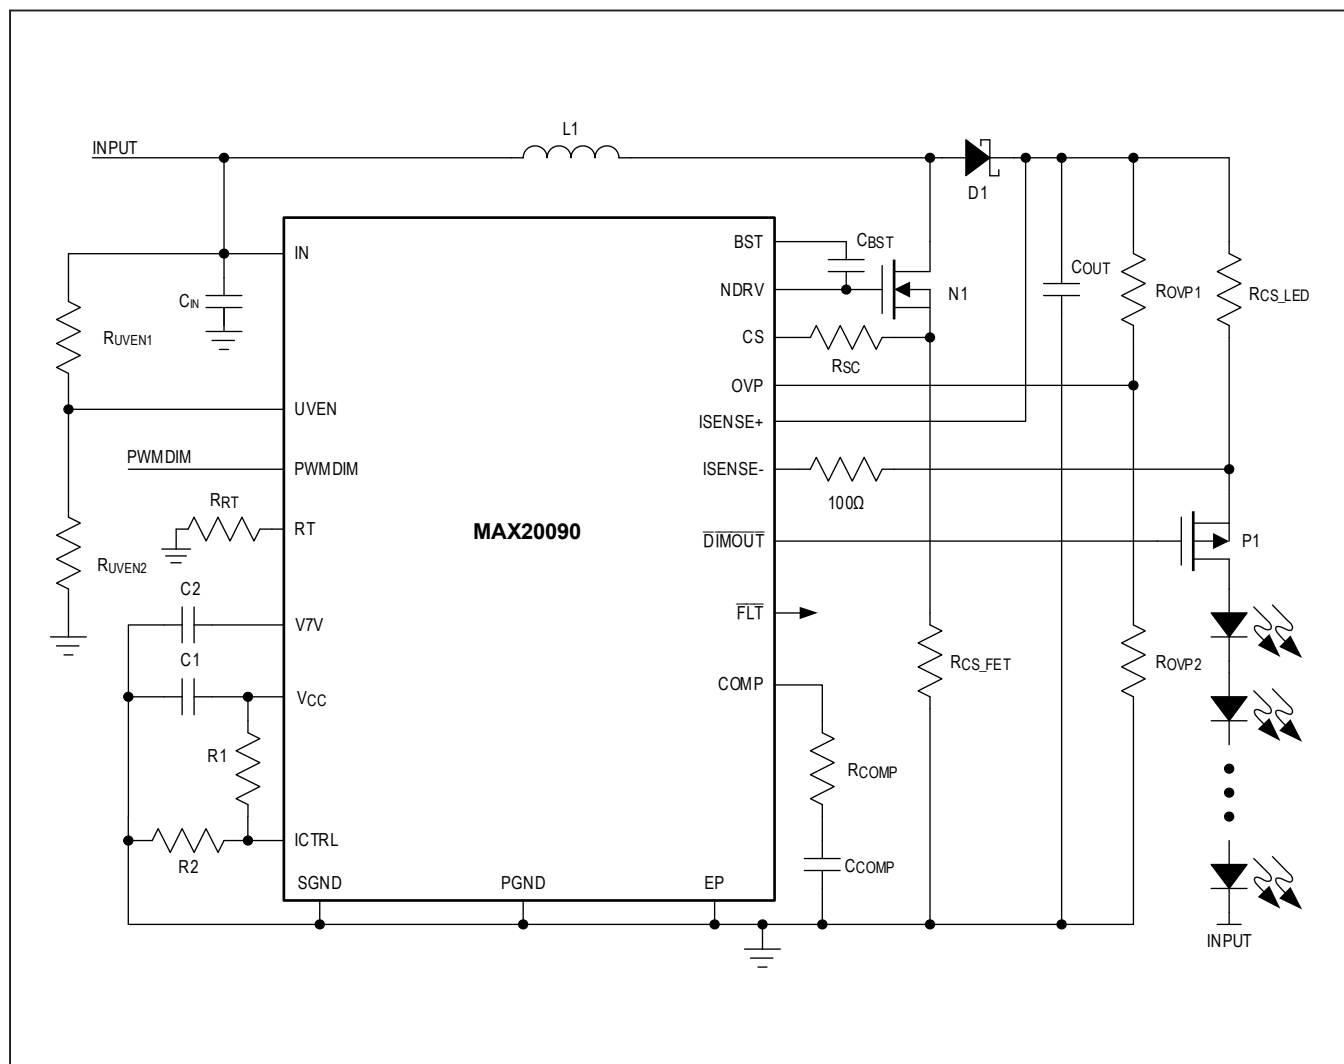 L1
INPUT
D1
BST
CBST
IN
COUT
NDRV
N1
ROVP1
RCS_LED
CIN
RUVEN1
CS
RSC
OVP
UVEN
ISENSE+
PWMDIM
PWMDIM
ISENSE-
100Ω
RRT
RT
MAX20090
DIMOUT
P1
RUVEN2
C2
V7V
FLT
C1
RCS_FET
ROVP2
VCC
COMP
R1
RCOMP
ICTRL
R2
CCOMP
SGND
PGND
EP
INPUT